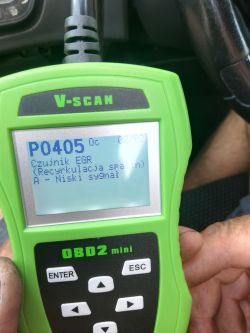 V-SCAN
P0405
Czujnik EGR
(Recyrkulacja spalin)
A - Niski sygnał
OBD2 mini
ENTER
ESC